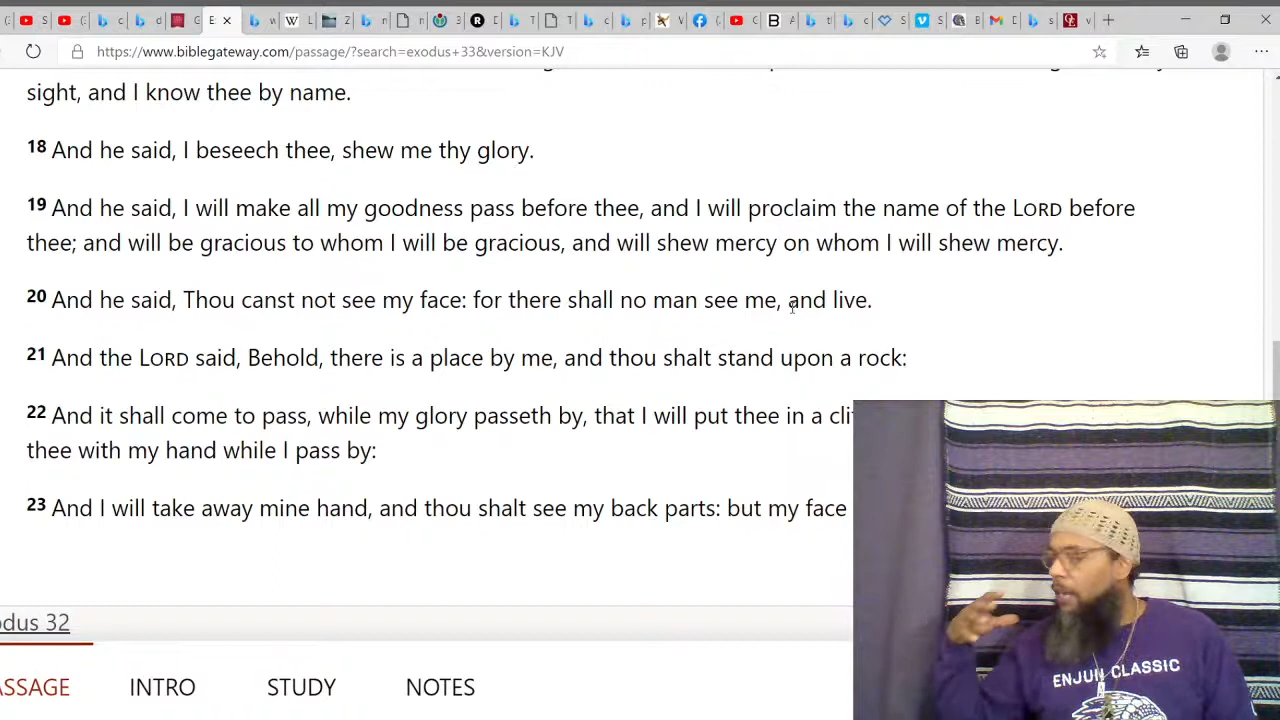 https://www.biblegateway.com/passage/?search=exodus+33&version=KJV
sight, and I know thee by name.
18 And he said, I beseech thee, shew me thy glory.
19 And he said, I will make all my goodness pass before thee, and I will proclaim the name of the LORD before
thee; and will be gracious to whom I will be gracious, and will shew mercy on whom I will shew mercy.
20 And he said, Thou canst not see my face: for there shall no man see me, and live.
21 And the LORD said, Behold, there is a place by me, and thou shalt stand upon a rock:
22 And it shall come to pass, while my glory passeth by, that I will put thee in a cli
thee with my hand while I pass by:
23 And I will take away mine hand, and thou shalt see my back parts: but my face
odus 32
ASSAGE INTRO STUDY NOTES
ENJUN CLASSIC